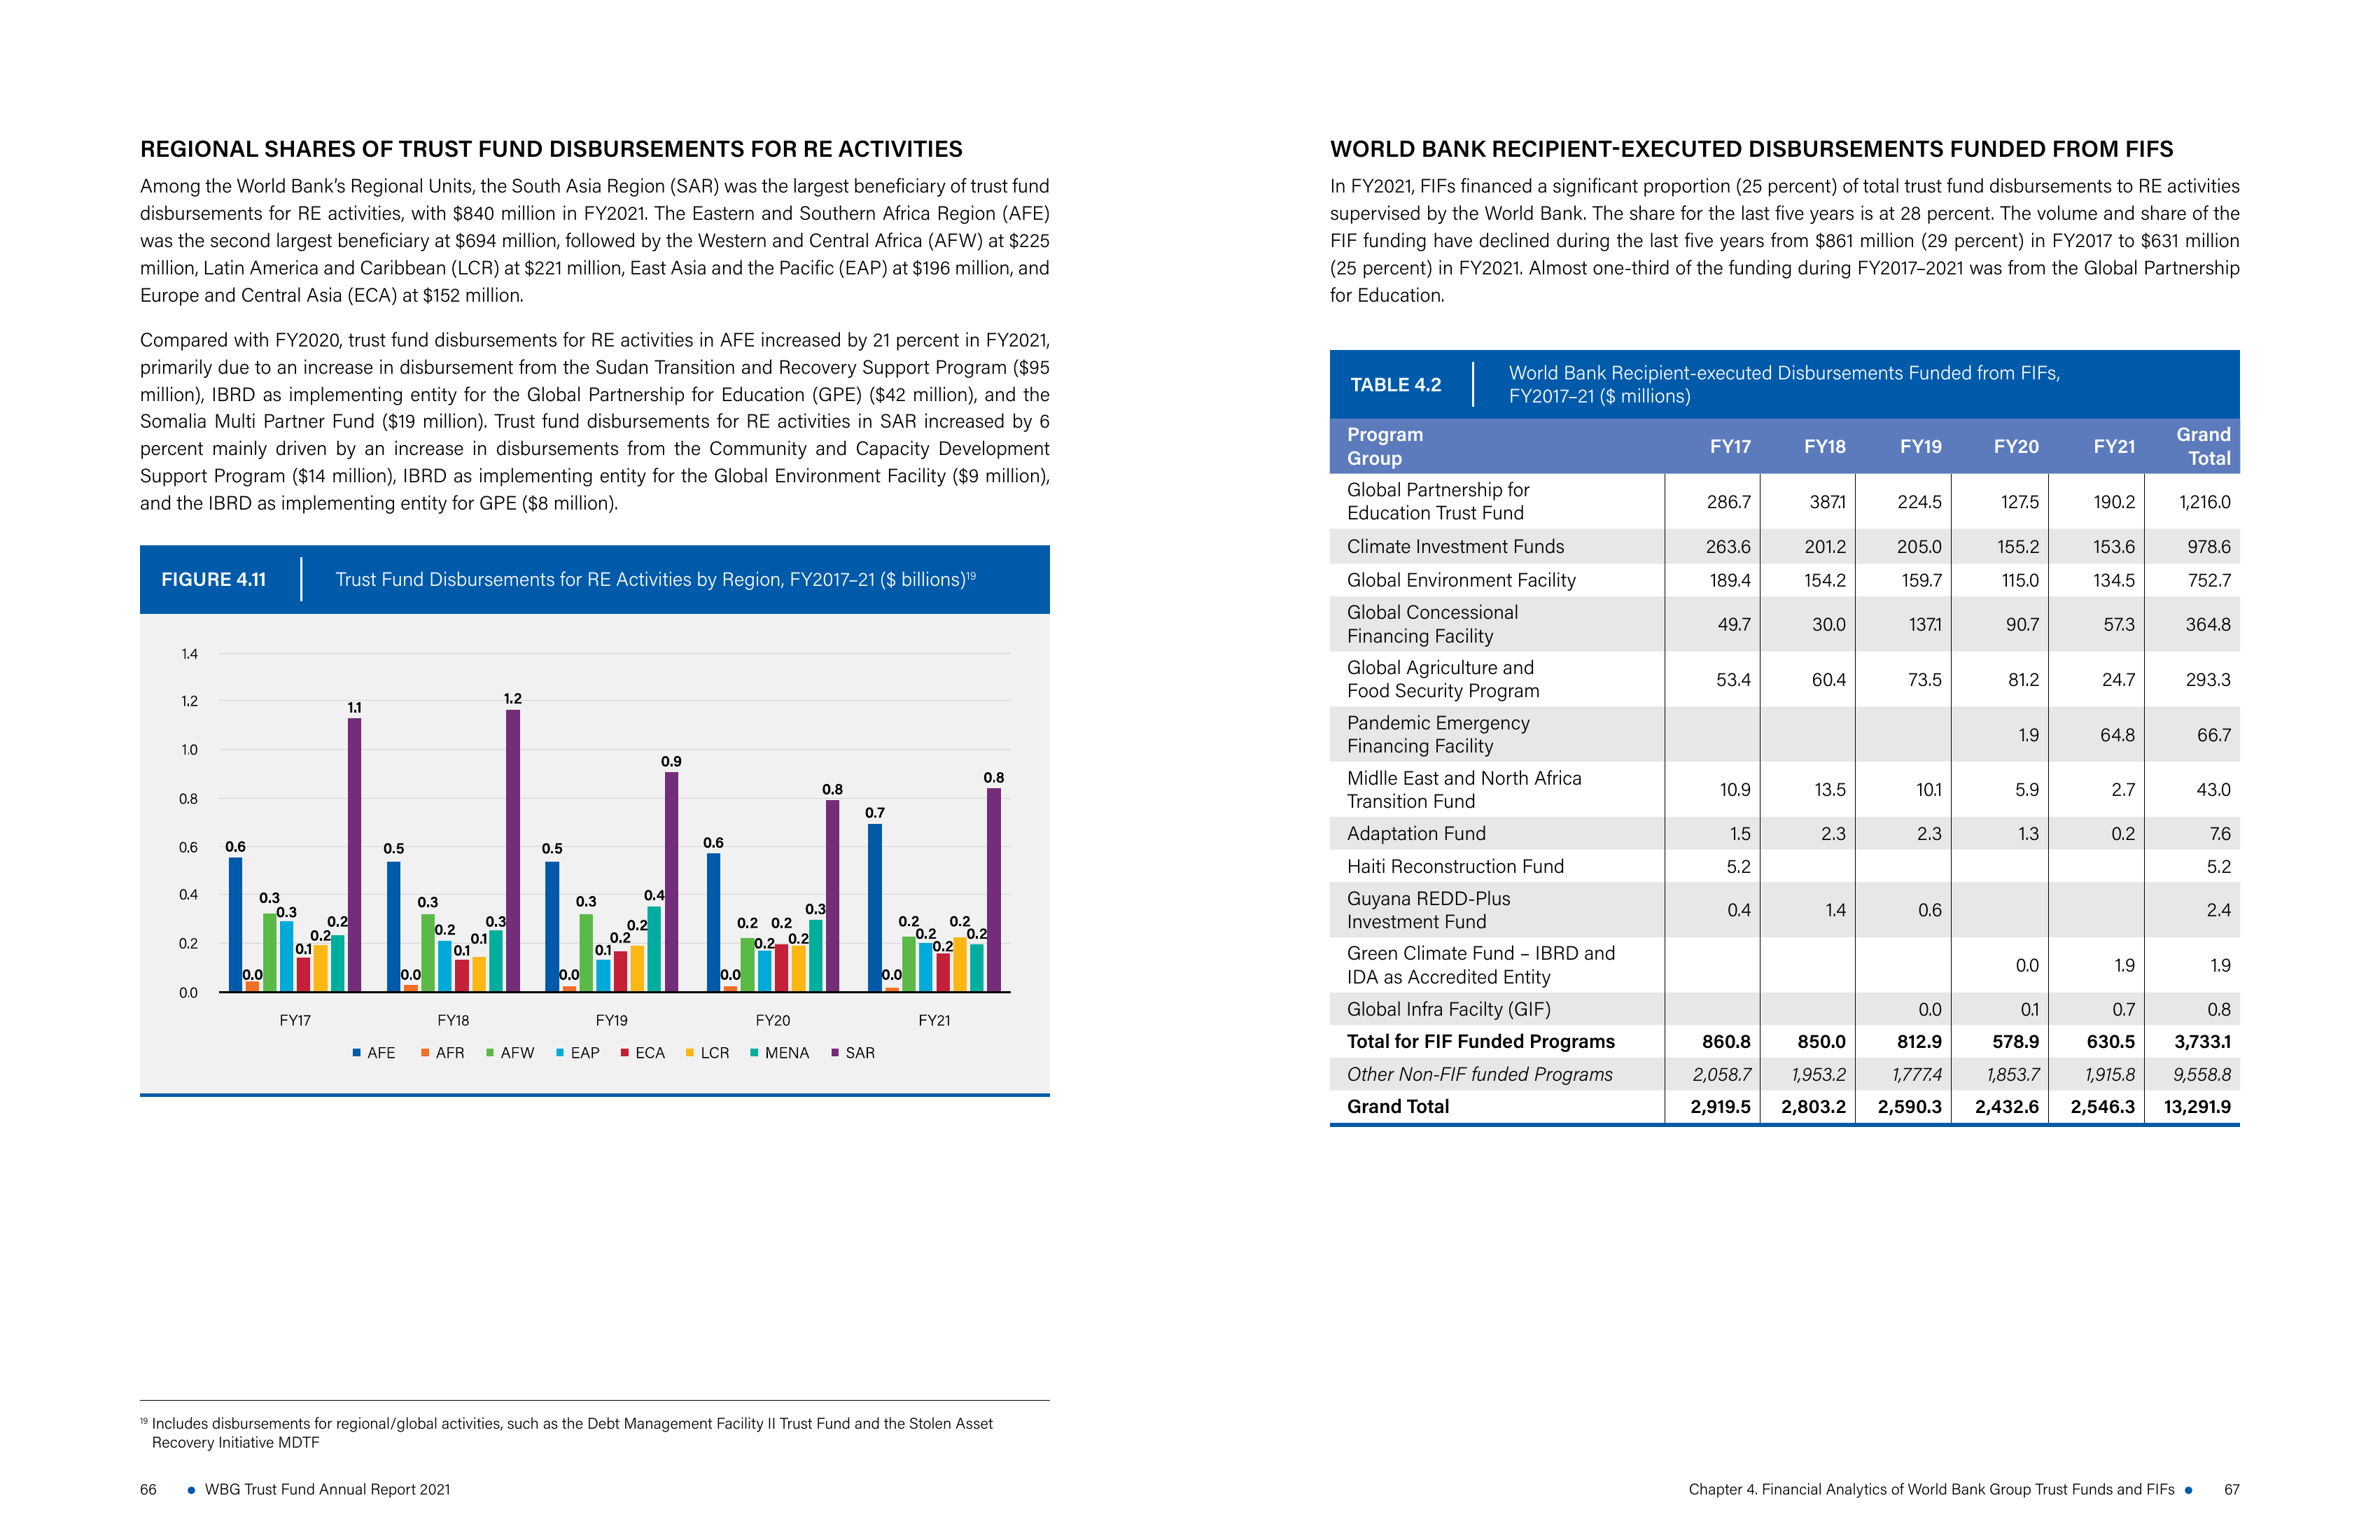 REGIONAL SHARES OF TRUST FUND DISBURSEMENTS FOR RE ACTIVITIES
Among the World Bank's Regional Units, the South Asia Region (SAR) was the largest beneficiary of trust fund
disbursements for RE activities, with $840 million in FY2021. The Eastern and Southern Africa Region (AFE)
was the second largest beneficiary at $694 million, followed by the Western and Central Africa (AFW) at $225
million, Latin America and Caribbean (LCR) at $221 million, East Asia and the Pacific (EAP) at $196 million, and
Europe and Central Asia (ECA) at $152 million.
Compared with FY2020, trust fund disbursements for RE activities in AFE increased by 21 percent in FY2021,
primarily due to an increase in disbursement from the Sudan Transition and Recovery Support Program ($95
million), IBRD as implementing entity for the Global Partnership for Education (GPE) ($42 million), and the
Somalia Multi Partner Fund ($19 million). Trust fund disbursements for RE activities in SAR increased by 6
percent mainly driven by an increase in disbursements from the Community and Capacity Development
Support Program ($14 million), IBRD as implementing entity for the Global Environment Facility ($9 million),
and the IBRD as implementing entity for GPE ($8 million).
FIGURE 4.11 Trust Fund Disbursements for RE Activities by Region, FY2017–21 ($ billions)19
1.4
1.2
1.0
0.8
0.6
0.4
0.2
0.0
0.6 0.0 0.3 0.3 0.1 0.2 0.2 1.1
0.5 0.0 0.3 0.2 0.1 0.1 0.3 1.2
0.5 0.0 0.3 0.1 0.2 0.2 0.4 0.9
0.6 0.0 0.2 0.2 0.2 0.2 0.3 0.8
0.7 0.0 0.2 0.2 0.2 0.2 0.2 0.8
FY17 FY18 FY19 FY20 FY21
AFE AFR AFW EAP ECA LCR MENA SAR
19 Includes disbursements for regional/global activities, such as the Debt Management Facility II Trust Fund and the Stolen Asset
Recovery Initiative MDTF
66 • WBG Trust Fund Annual Report 2021
WORLD BANK RECIPIENT-EXECUTED DISBURSEMENTS FUNDED FROM FIFS
In FY2021, FIFs financed a significant proportion (25 percent) of total trust fund disbursements to RE activities
supervised by the World Bank. The share for the last five years is at 28 percent. The volume and share of the
FIF funding have declined during the last five years from $861 million (29 percent) in FY2017 to $631 million
(25 percent) in FY2021. Almost one-third of the funding during FY2017–2021 was from the Global Partnership
for Education.
TABLE 4.2 World Bank Recipient-executed Disbursements Funded from FIFs,
FY2017–21 ($ millions)
Program
Group FY17 FY18 FY19 FY20 FY21 Grand
Total
Global Partnership for
Education Trust Fund 286.7 387.1 224.5 127.5 190.2 1,216.0
Climate Investment Funds 263.6 201.2 205.0 155.2 153.6 978.6
Global Environment Facility 189.4 154.2 159.7 115.0 134.5 752.7
Global Concessional
Financing Facility 49.7 30.0 137.1 90.7 57.3 364.8
Global Agriculture and
Food Security Program 53.4 60.4 73.5 81.2 24.7 293.3
Pandemic Emergency
Financing Facility 1.9 64.8 66.7
Midlle East and North Africa
Transition Fund 10.9 13.5 10.1 5.9 2.7 43.0
Adaptation Fund 1.5 2.3 2.3 1.3 0.2 7.6
Haiti Reconstruction Fund 5.2 5.2
Guyana REDD-Plus
Investment Fund 0.4 1.4 0.6 2.4
Green Climate Fund – IBRD and
IDA as Accredited Entity 0.0 1.9 1.9
Global Infra Facilty (GIF) 0.0 0.1 0.7 0.8
Total for FIF Funded Programs 860.8 850.0 812.9 578.9 630.5 3,733.1
Other Non-FIF funded Programs 2,058.7 1,953.2 1,777.4 1,853.7 1,915.8 9,558.8
Grand Total 2,919.5 2,803.2 2,590.3 2,432.6 2,546.3 13,291.9
Chapter 4. Financial Analytics of World Bank Group Trust Funds and FIFs • 67